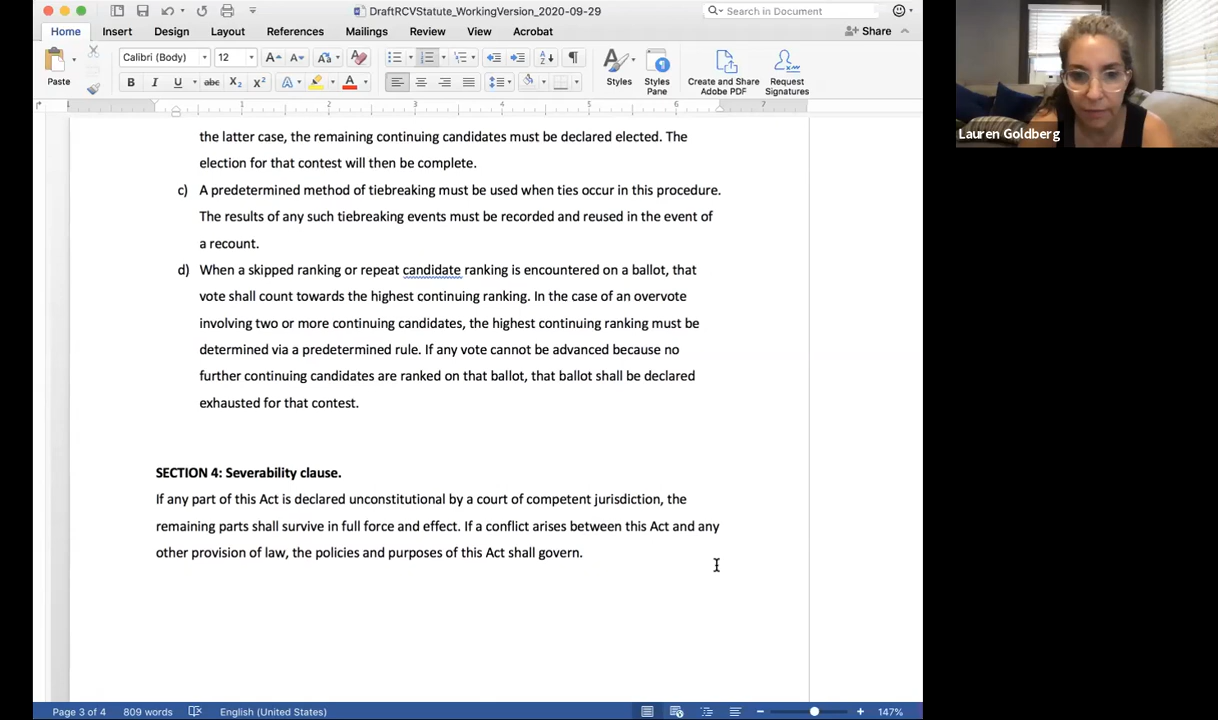 DraftRCVStatute_WorkingVersion_2020-09-29
Search in Document
Home Insert Design Layout References Mailings Review View Acrobat
Share
Paste
Calibri (Body) 12
Styles
Styles Pane
Create and Share Adobe PDF
Request Signatures
1 1 2 3 4 5 6 7
the latter case, the remaining continuing candidates must be declared elected. The
election for that contest will then be complete.
c) A predetermined method of tiebreaking must be used when ties occur in this procedure.
The results of any such tiebreaking events must be recorded and reused in the event of
a recount.
d) When a skipped ranking or repeat candidate ranking is encountered on a ballot, that
vote shall count towards the highest continuing ranking. In the case of an overvote
involving two or more continuing candidates, the highest continuing ranking must be
determined via a predetermined rule. If any vote cannot be advanced because no
further continuing candidates are ranked on that ballot, that ballot shall be declared
exhausted for that contest.
SECTION 4: Severability clause.
If any part of this Act is declared unconstitutional by a court of competent jurisdiction, the
remaining parts shall survive in full force and effect. If a conflict arises between this Act and any
other provision of law, the policies and purposes of this Act shall govern.
Page 3 of 4 809 words English (United States) 147%
Lauren Goldberg